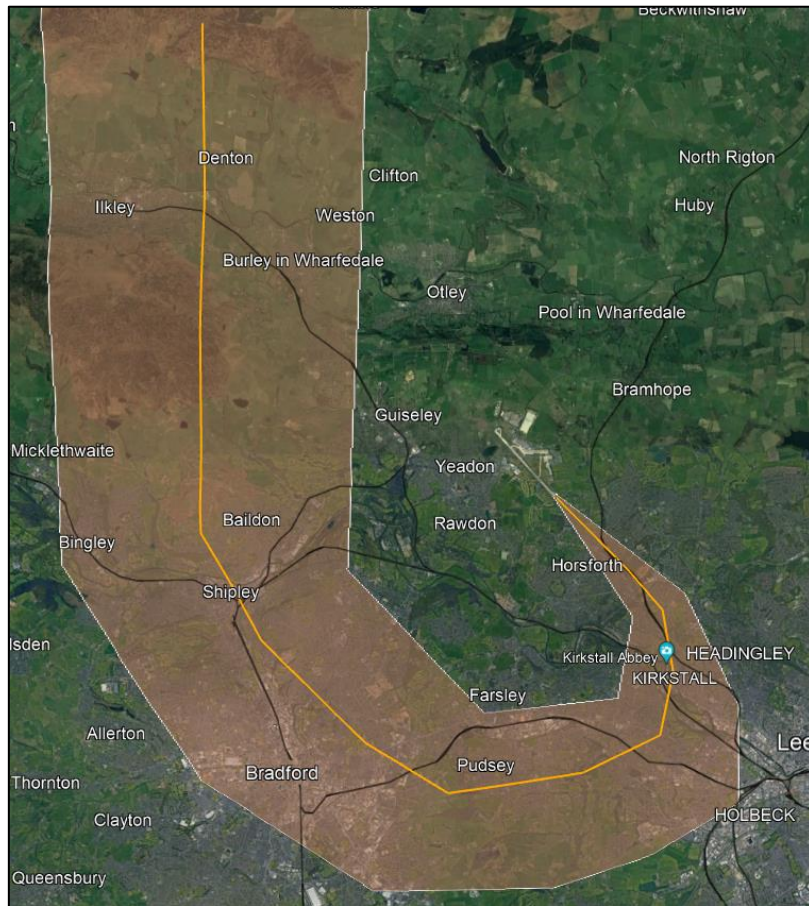 Beckwithshaw
North Rigton
Denton
Clifton
Huby
Ilkley
Weston
Burley in Wharfedale
Otley
Pool in Wharfedale
Bramhope
Guiseley
Micklethwaite
Yeadon
Baildon
Rawdon
Bingley
Horsforth
Shipley
lsden
Kirkstall Abbey
HEADINGLEY
KIRKSTALL
Farsley
Allerton
Lee
Pudsey
Bradford
Thornton
Clayton
HOLBECK
Queensbury